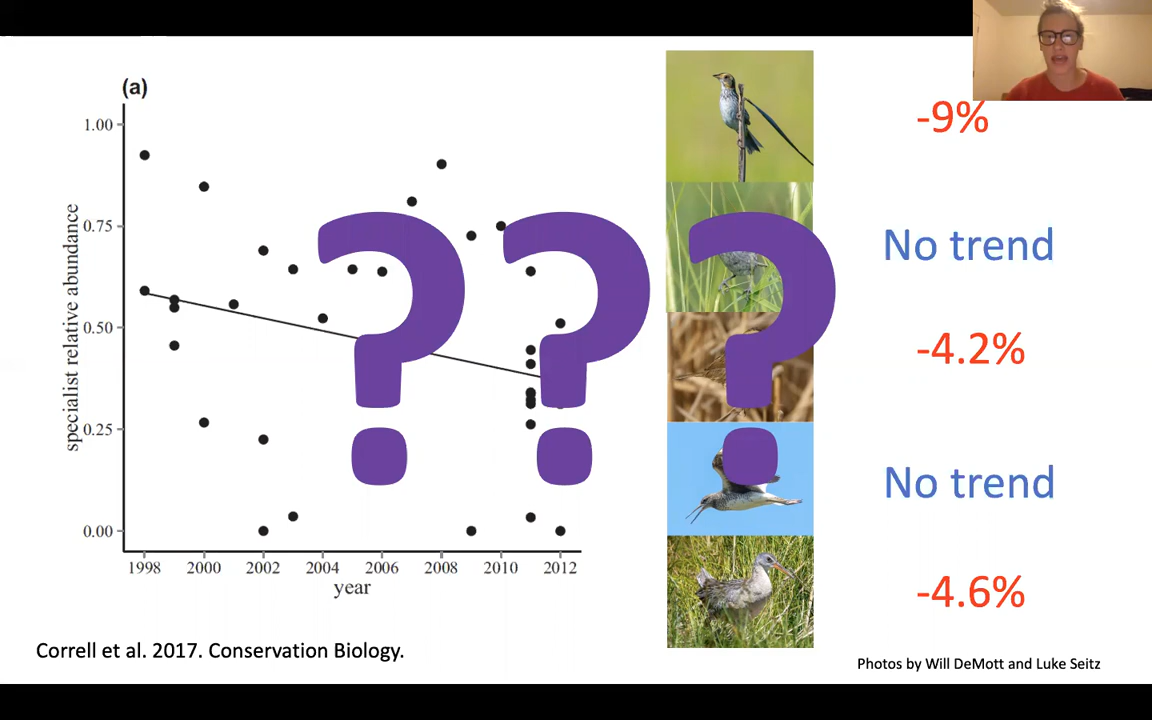 (a)
1.00
0.75
0.50
0.25
0.00
specialist relative abundance
1998 2000 2002 2004 2006 2008 2010 2012
year
???
-9%
No trend
-4.2%
No trend
-4.6%
Correll et al. 2017. Conservation Biology.
Photos by Will DeMott and Luke Seitz